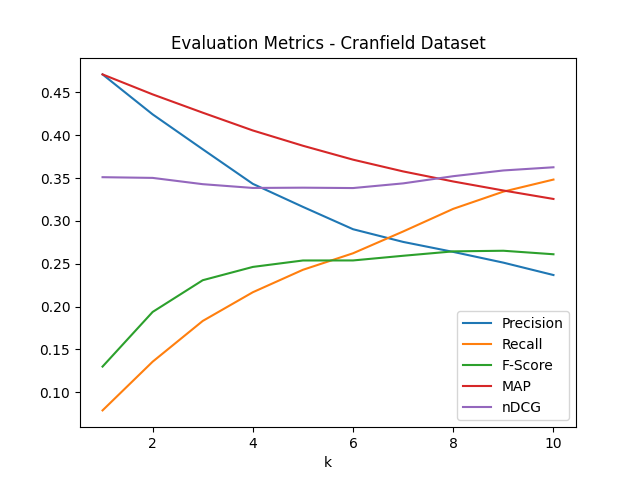 Evaluation Metrics - Cranfield Dataset
0.45
0.40
0.35
0.30
0.25
0.20
0.15
0.10
Precision
Recall
F-Score
MAP
nDCG
2 4 6 8 10
k